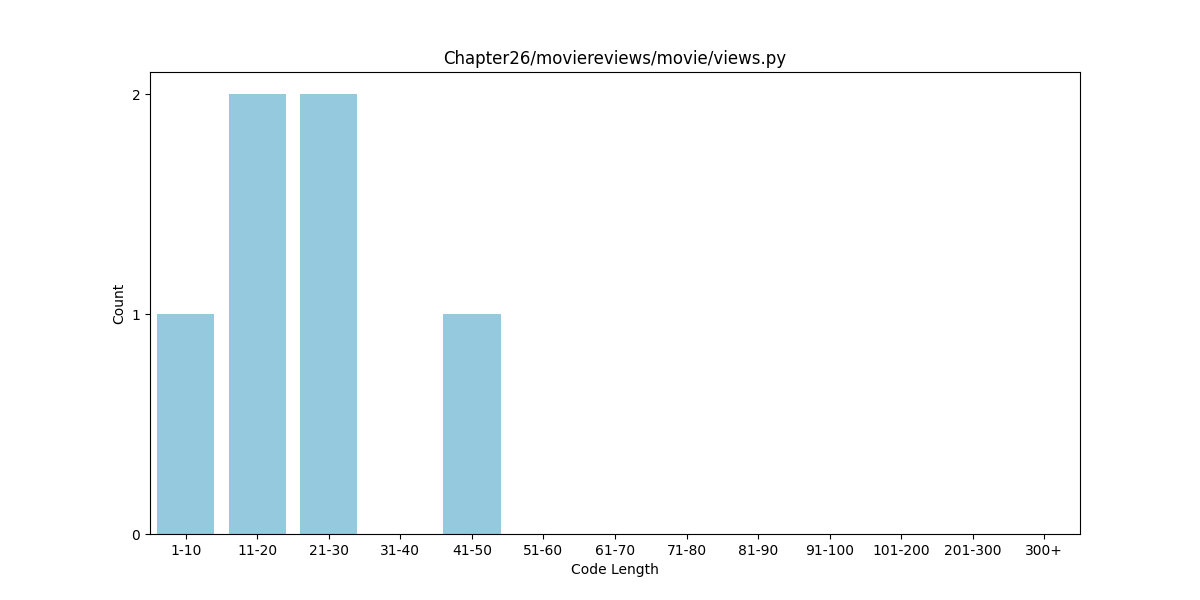 Chapter26/moviereviews/movie/views.py
2
1
0
Count
1-10 11-20 21-30 31-40 41-50 51-60 61-70 71-80 81-90 91-100 101-200 201-300 300+
Code Length